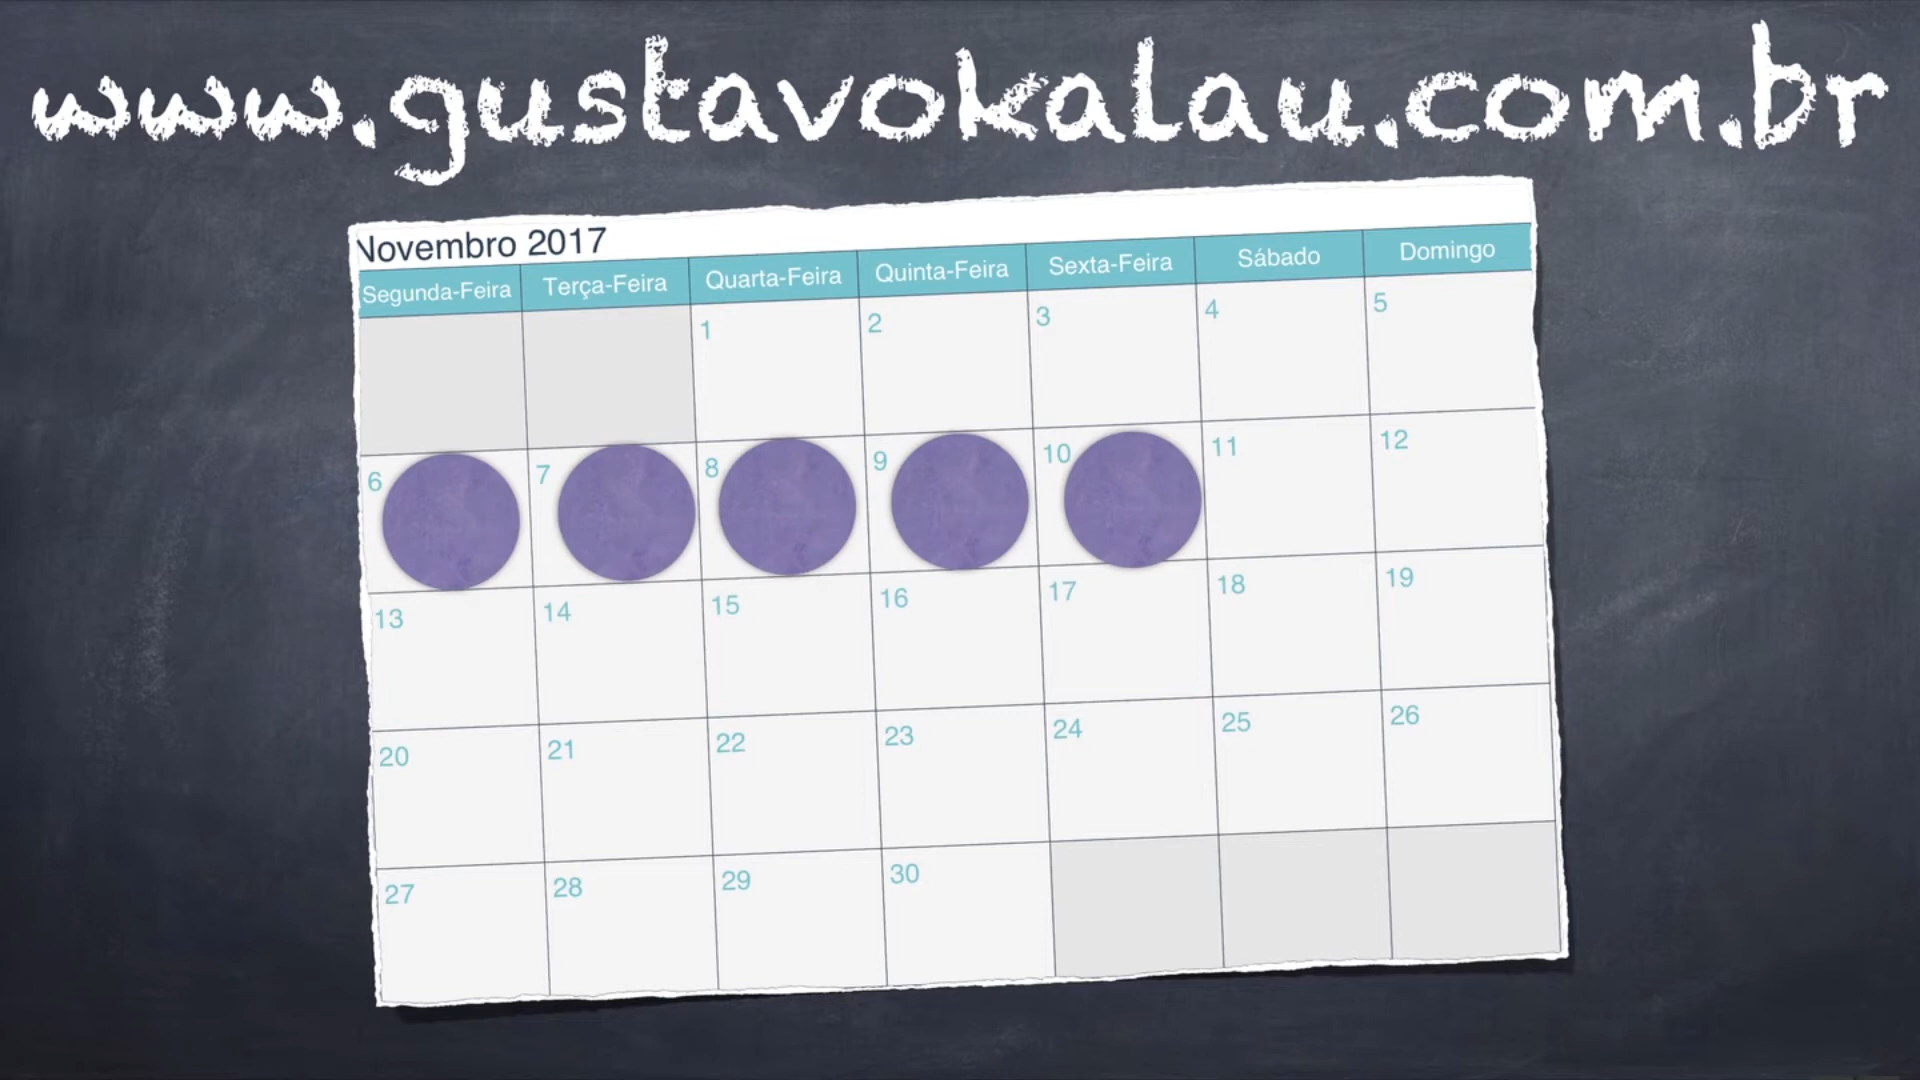 www.gustavokalau.com.br
Novembro 2017
Segunda-Feira Terça-Feira Quarta-Feira Quinta-Feira Sexta-Feira Sábado Domingo
1 2 3 4 5
6 7 8 9 10 11 12
13 14 15 16 17 18 19
20 21 22 23 24 25 26
27 28 29 30